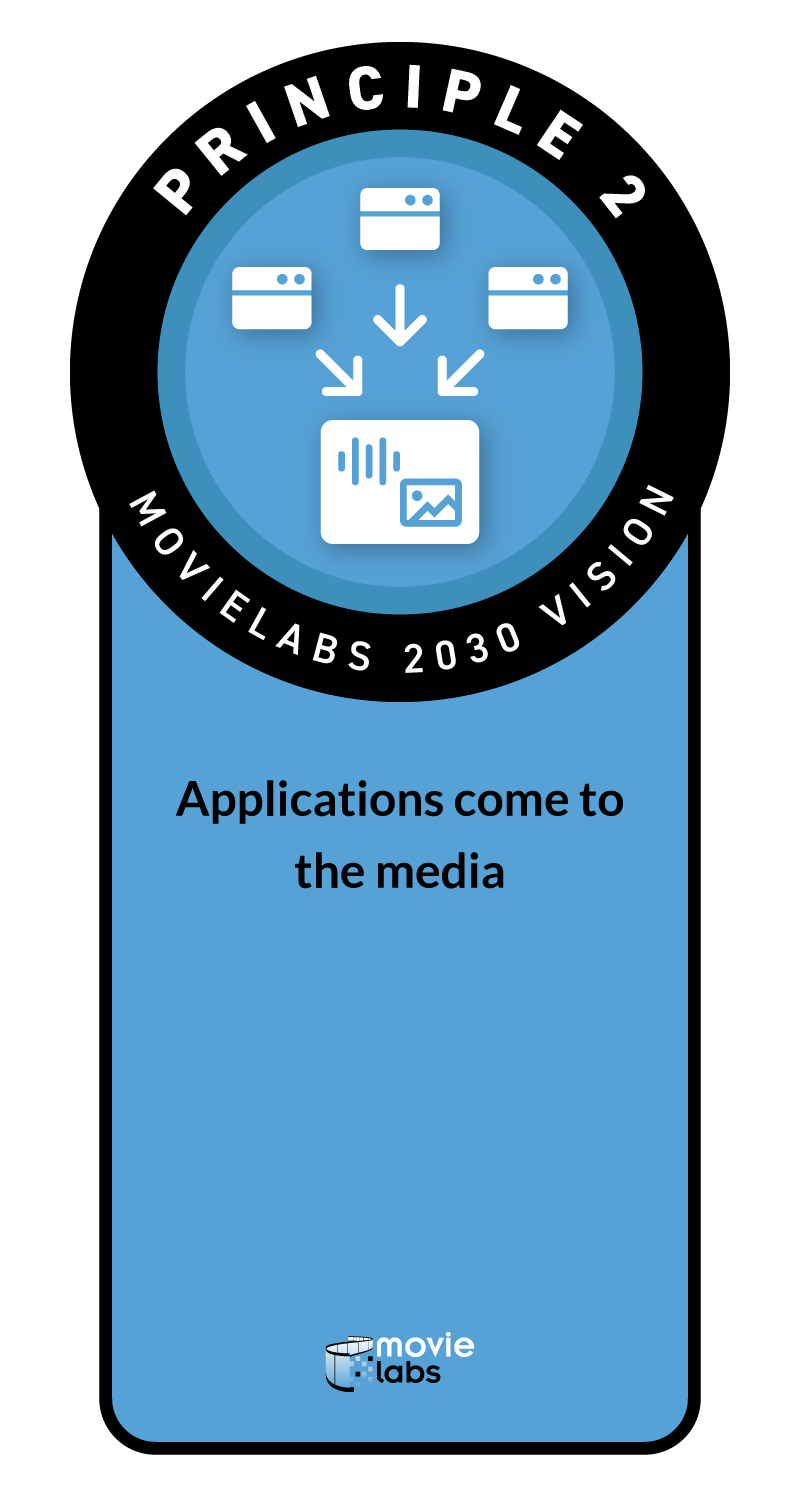 PRINCIPLE 2
MOVIELABS 2030 VISION
Applications come to
the media
movie
labs